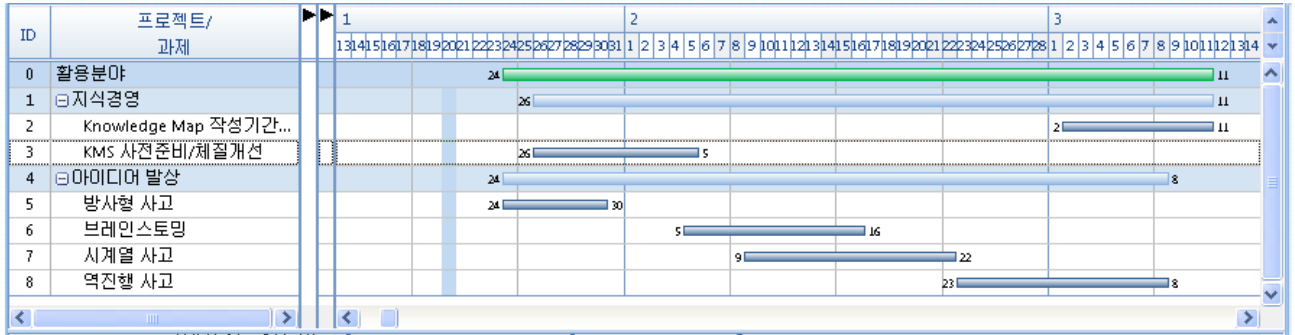 ID
프로젝트/
과제
1 2 3
13 14 15 16 17 18 19 20 21 22 23 24 25 26 27 28 29 30 31 1 2 3 4 5 6 7 8 9 10 11 12 13 14 15 16 17 18 19 20 21 22 23 24 25 26 27 28 1 2 3 4 5 6 7 8 9 10 11 12 13 14
0 활용분야 24 11
1 지식경영 26 11
2 Knowledge Map 작성기간... 2 11
3 KMS 사전준비/체질개선 26 5
4 아이디어 발상 24 8
5 방사형 사고 24 30
6 브레인스토밍 5 16
7 시계열 사고 9 22
8 역진행 사고 23 8